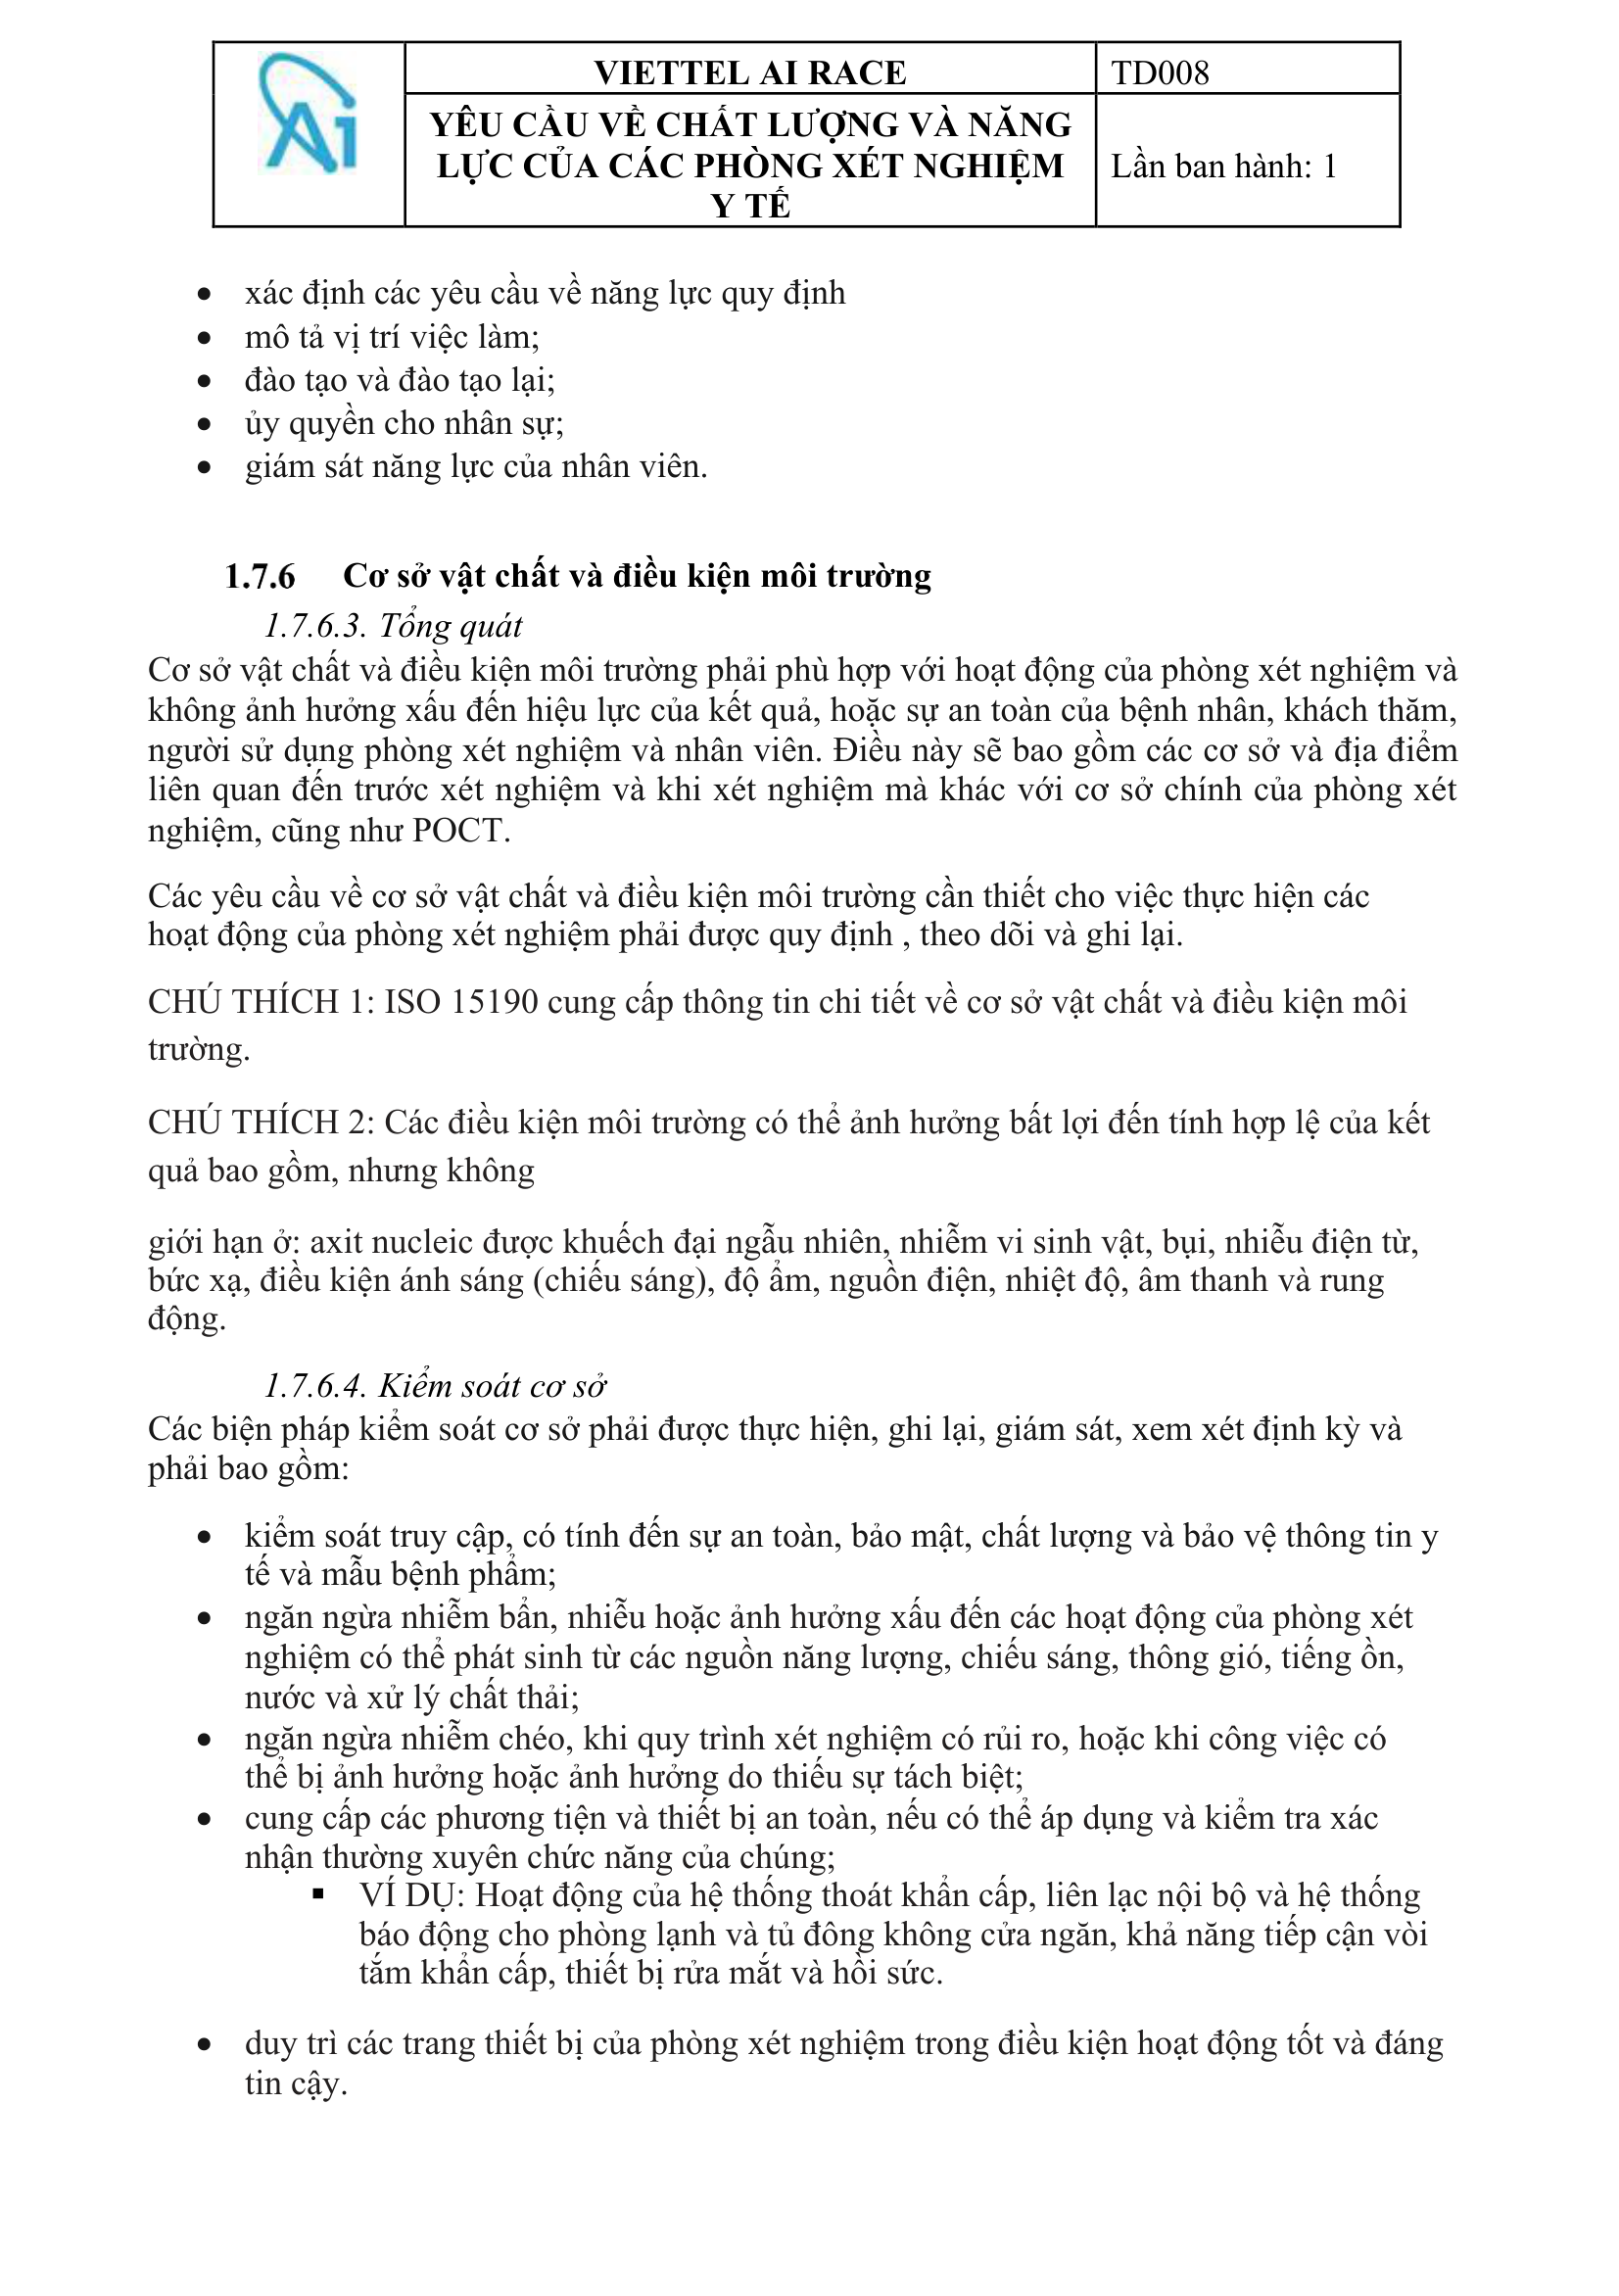 Ai
VIETTEL AI RACE
TD008
YÊU CẦU VỀ CHẤT LƯỢNG VÀ NĂNG
LỰC CỦA CÁC PHÒNG XÉT NGHIỆM
Y TẾ
Lần ban hành: 1
• xác định các yêu cầu về năng lực quy định
• mô tả vị trí việc làm;
• đào tạo và đào tạo lại;
• ủy quyền cho nhân sự;
• giám sát năng lực của nhân viên.
1.7.6 Cơ sở vật chất và điều kiện môi trường
1.7.6.3. Tổng quát
Cơ sở vật chất và điều kiện môi trường phải phù hợp với hoạt động của phòng xét nghiệm và
không ảnh hưởng xấu đến hiệu lực của kết quả, hoặc sự an toàn của bệnh nhân, khách thăm,
người sử dụng phòng xét nghiệm và nhân viên. Điều này sẽ bao gồm các cơ sở và địa điểm
liên quan đến trước xét nghiệm và khi xét nghiệm mà khác với cơ sở chính của phòng xét
nghiệm, cũng như POCT.
Các yêu cầu về cơ sở vật chất và điều kiện môi trường cần thiết cho việc thực hiện các
hoạt động của phòng xét nghiệm phải được quy định , theo dõi và ghi lại.
CHÚ THÍCH 1: ISO 15190 cung cấp thông tin chi tiết về cơ sở vật chất và điều kiện môi
trường.
CHÚ THÍCH 2: Các điều kiện môi trường có thể ảnh hưởng bất lợi đến tính hợp lệ của kết
quả bao gồm, nhưng không
giới hạn ở: axit nucleic được khuếch đại ngẫu nhiên, nhiễm vi sinh vật, bụi, nhiễu điện từ,
bức xạ, điều kiện ánh sáng (chiếu sáng), độ ẩm, nguồn điện, nhiệt độ, âm thanh và rung
động.
1.7.6.4. Kiểm soát cơ sở
Các biện pháp kiểm soát cơ sở phải được thực hiện, ghi lại, giám sát, xem xét định kỳ và
phải bao gồm:
• kiểm soát truy cập, có tính đến sự an toàn, bảo mật, chất lượng và bảo vệ thông tin y
tế và mẫu bệnh phẩm;
• ngăn ngừa nhiễm bẩn, nhiễu hoặc ảnh hưởng xấu đến các hoạt động của phòng xét
nghiệm có thể phát sinh từ các nguồn năng lượng, chiếu sáng, thông gió, tiếng ồn,
nước và xử lý chất thải;
• ngăn ngừa nhiễm chéo, khi quy trình xét nghiệm có rủi ro, hoặc khi công việc có
thể bị ảnh hưởng hoặc ảnh hưởng do thiếu sự tách biệt;
• cung cấp các phương tiện và thiết bị an toàn, nếu có thể áp dụng và kiểm tra xác
nhận thường xuyên chức năng của chúng;
▪ VÍ DỤ: Hoạt động của hệ thống thoát khẩn cấp, liên lạc nội bộ và hệ thống
báo động cho phòng lạnh và tủ đông không cửa ngăn, khả năng tiếp cận vòi
tắm khẩn cấp, thiết bị rửa mắt và hồi sức.
• duy trì các trang thiết bị của phòng xét nghiệm trong điều kiện hoạt động tốt và đáng
tin cậy.